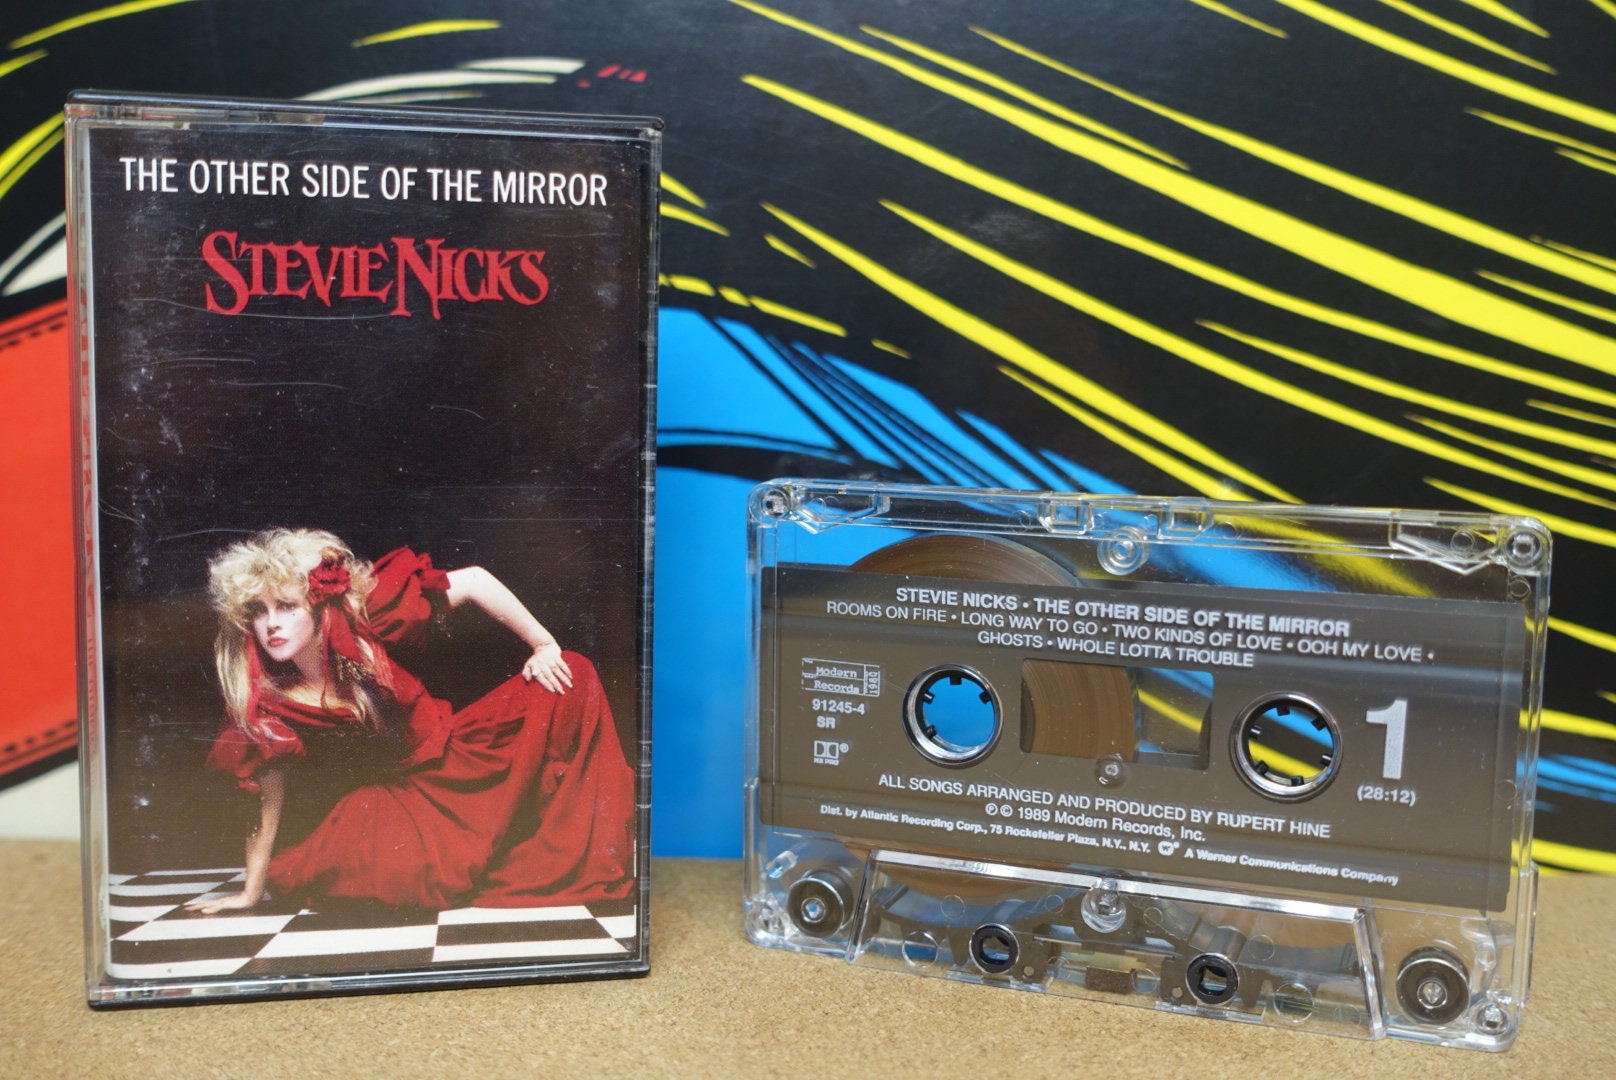 THE OTHER SIDE OF THE MIRROR
STEVIE NICKS
STEVIE NICKS • THE OTHER SIDE OF THE MIRROR
ROOMS ON FIRE • LONG WAY TO GO • TWO KINDS OF LOVE • OOH MY LOVE •
GHOSTS • WHOLE LOTTA TROUBLE
Modern
Records
1980
91245-4
SR
HX PRO
1
(28:12)
ALL SONGS ARRANGED AND PRODUCED BY RUPERT HINE
℗ © 1989 Modern Records, Inc.
Dist. by Atlantic Recording Corp., 75 Rockefeller Plaza, N.Y., N.Y. W ® A Warner Communications Company